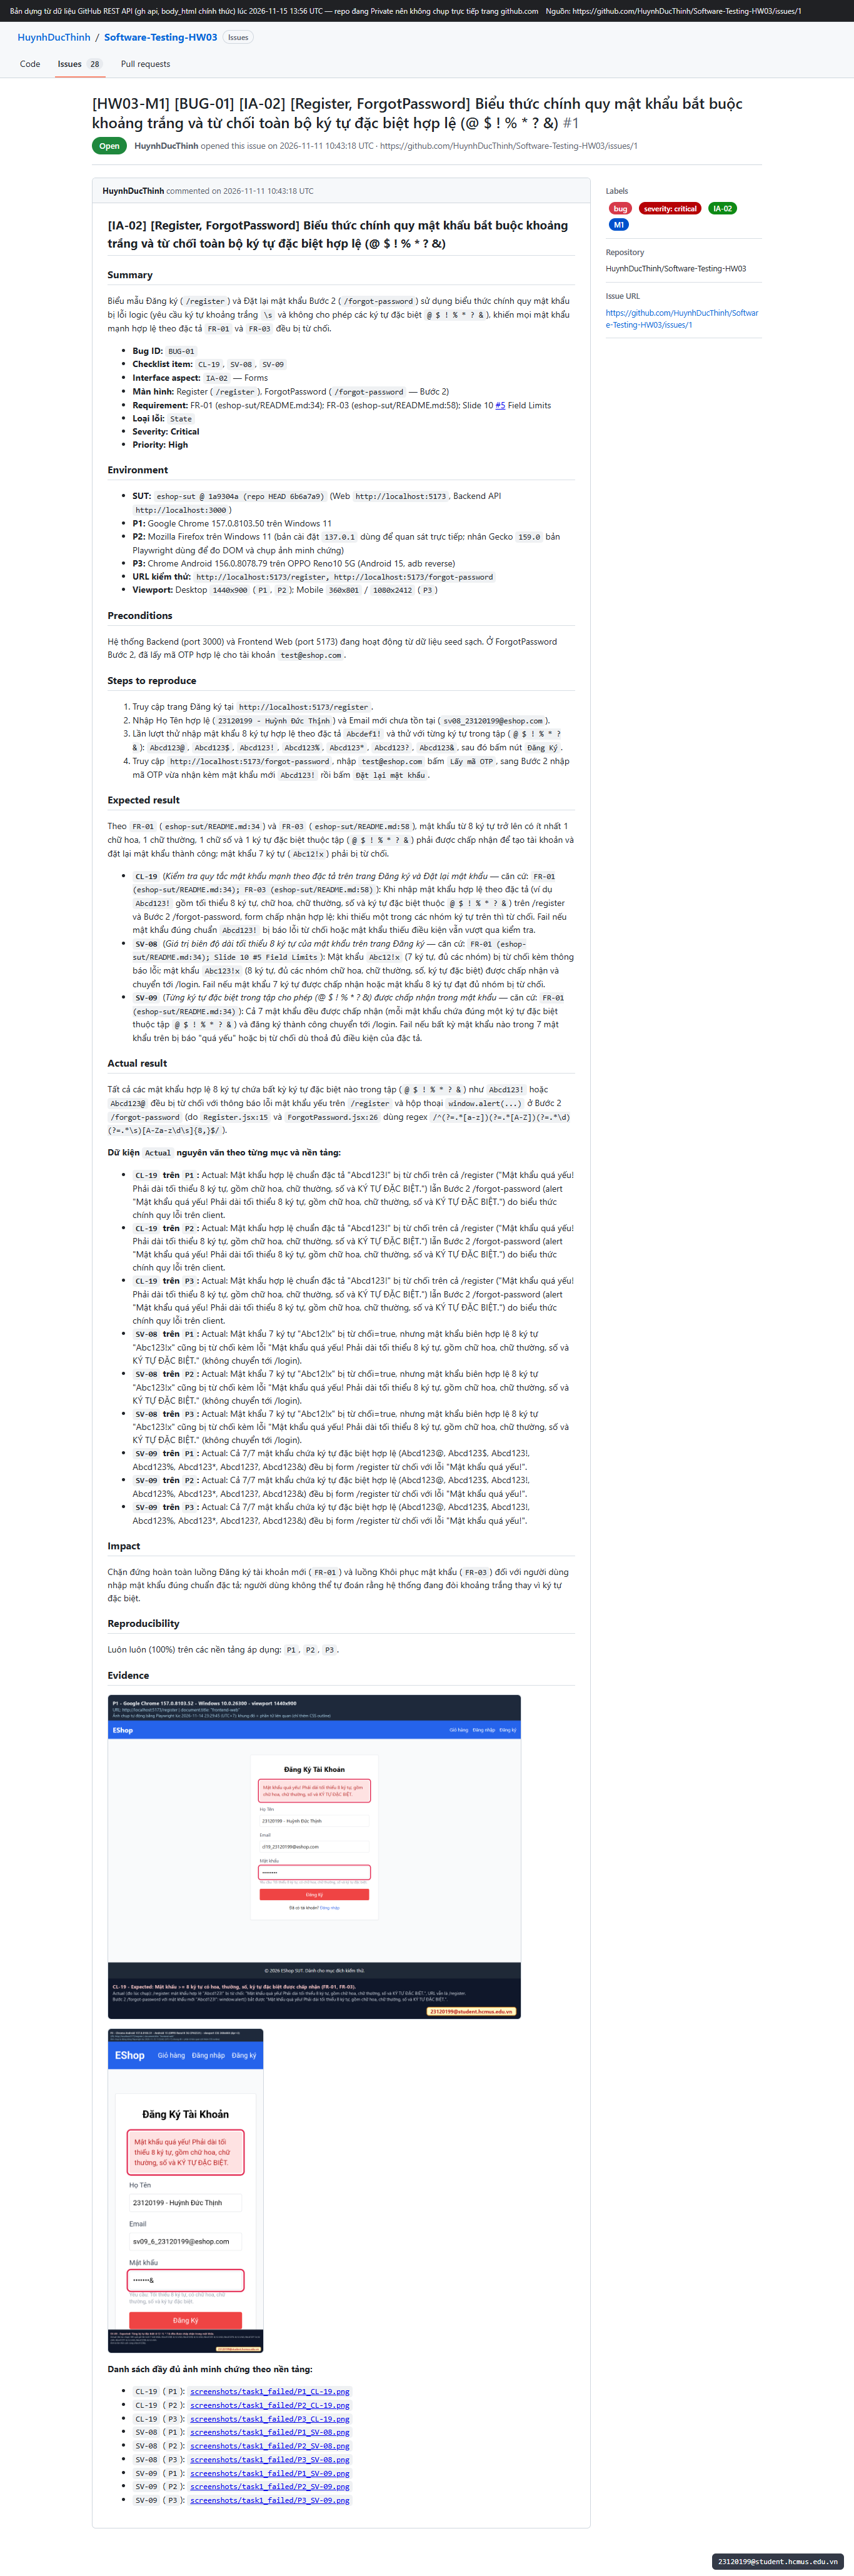 Bản dựng từ dữ liệu GitHub REST API (gh api, body_html chính thức) lúc 2026-11-15 13:56 UTC — repo đang Private nên không chụp trực tiếp trang github.com Nguồn: https://github.com/HuynhDucThinh/Software-Testing-HW03/issues/1
HuynhDucThinh / Software-Testing-HW03 Issues
Code Issues 28 Pull requests
[HW03-M1] [BUG-01] [IA-02] [Register, ForgotPassword] Biểu thức chính quy mật khẩu bắt buộc
khoảng trắng và từ chối toàn bộ ký tự đặc biệt hợp lệ (@ $ ! % * ? &) #1
Open HuynhDucThinh opened this issue on 2026-11-11 10:43:18 UTC · https://github.com/HuynhDucThinh/Software-Testing-HW03/issues/1
HuynhDucThinh commented on 2026-11-11 10:43:18 UTC
[IA-02] [Register, ForgotPassword] Biểu thức chính quy mật khẩu bắt buộc khoảng
trắng và từ chối toàn bộ ký tự đặc biệt hợp lệ (@ $ ! % * ? &)
Summary
Biểu mẫu Đăng ký ( /register ) và Đặt lại mật khẩu Bước 2 ( /forgot-password ) sử dụng biểu thức chính quy mật khẩu
bị lỗi logic (yêu cầu ký tự khoảng trắng \s và không cho phép các ký tự đặc biệt @ $ ! % * ? & ), khiến mọi mật khẩu
mạnh hợp lệ theo đặc tả FR-01 và FR-03 đều bị từ chối.
• Bug ID: BUG-01
• Checklist item: CL-19 , SV-08 , SV-09
• Interface aspect: IA-02 — Forms
• Màn hình: Register ( /register ), ForgotPassword ( /forgot-password — Bước 2)
• Requirement: FR-01 (eshop-sut/README.md:34); FR-03 (eshop-sut/README.md:58); Slide 10 #5 Field Limits
• Loại lỗi: State
• Severity: Critical
• Priority: High
Environment
• SUT: eshop-sut @ 1a9304a (repo HEAD 6b6a7a9) (Web http://localhost:5173 , Backend API
http://localhost:3000 )
• P1: Google Chrome 157.0.8103.50 trên Windows 11
• P2: Mozilla Firefox trên Windows 11 (bản cài đặt 137.0.1 dùng để quan sát trực tiếp; nhân Gecko 159.0 bản
Playwright dùng để đo DOM và chụp ảnh minh chứng)
• P3: Chrome Android 156.0.8078.79 trên OPPO Reno10 5G (Android 15, adb reverse)
• URL kiểm thử: http://localhost:5173/register, http://localhost:5173/forgot-password
• Viewport: Desktop 1440x900 ( P1 , P2 ); Mobile 360x801 / 1080x2412 ( P3 )
Preconditions
Hệ thống Backend (port 3000) và Frontend Web (port 5173) đang hoạt động từ dữ liệu seed sạch. Ở ForgotPassword
Bước 2, đã lấy mã OTP hợp lệ cho tài khoản test@eshop.com .
Steps to reproduce
1. Truy cập trang Đăng ký tại http://localhost:5173/register .
2. Nhập Họ Tên hợp lệ ( 23120199 - Huỳnh Đức Thịnh ) và Email mới chưa tồn tại ( sv08_23120199@eshop.com ).
3. Lần lượt thử nhập mật khẩu 8 ký tự hợp lệ theo đặc tả Abcdef1! và thử với từng ký tự trong tập ( @ $ ! % * ?
& ): Abcd123@ , Abcd123$ , Abcd123! , Abcd123% , Abcd123* , Abcd123? , Abcd123& , sau đó bấm nút Đăng Ký .
4. Truy cập http://localhost:5173/forgot-password , nhập test@eshop.com bấm Lấy mã OTP , sang Bước 2 nhập
mã OTP vừa nhận kèm mật khẩu mới Abcd123! rồi bấm Đặt lại mật khẩu .
Expected result
Theo FR-01 ( eshop-sut/README.md:34 ) và FR-03 ( eshop-sut/README.md:58 ), mật khẩu từ 8 ký tự trở lên có ít nhất 1
chữ hoa, 1 chữ thường, 1 chữ số và 1 ký tự đặc biệt thuộc tập ( @ $ ! % * ? & ) phải được chấp nhận để tạo tài khoản và
đặt lại mật khẩu thành công; mật khẩu 7 ký tự ( Abc12!x ) phải bị từ chối.
• CL-19 (Kiểm tra quy tắc mật khẩu mạnh theo đặc tả trên trang Đăng ký và Đặt lại mật khẩu — căn cứ: FR-01
(eshop-sut/README.md:34); FR-03 (eshop-sut/README.md:58) ): Khi nhập mật khẩu hợp lệ theo đặc tả (ví dụ
Abcd123! gồm tối thiểu 8 ký tự, chữ hoa, chữ thường, chữ số và ký tự đặc biệt thuộc @ $ ! % * ? & ) trên /register
và Bước 2 /forgot-password, form chấp nhận hợp lệ; khi thiếu một trong các nhóm ký tự trên thì từ chối. Fail nếu
mật khẩu đúng chuẩn Abcd123! bị báo lỗi từ chối hoặc mật khẩu thiếu điều kiện vẫn vượt qua kiểm tra.
• SV-08 (Giá trị biên độ dài tối thiểu 8 ký tự của mật khẩu trên trang Đăng ký — căn cứ: FR-01 (eshop-
sut/README.md:34); Slide 10 #5 Field Limits ): Mật khẩu Abc12!x (7 ký tự, đủ các nhóm) bị từ chối kèm thông
báo lỗi; mật khẩu Abc123!x (8 ký tự, đủ các nhóm chữ hoa, chữ thường, số, ký tự đặc biệt) được chấp nhận và
chuyển tới /login. Fail nếu mật khẩu 7 ký tự được chấp nhận hoặc mật khẩu 8 ký tự đạt đủ nhóm bị từ chối.
• SV-09 (Từng ký tự đặc biệt trong tập cho phép (@ $ ! % * ? &) được chấp nhận trong mật khẩu — căn cứ: FR-01
(eshop-sut/README.md:34) ): Cả 7 mật khẩu đều được chấp nhận (mỗi mật khẩu chứa đúng một ký tự đặc biệt
thuộc tập @ $ ! % * ? & ) và đăng ký thành công chuyển tới /login. Fail nếu bất kỳ mật khẩu nào trong 7 mật
khẩu trên bị báo "quá yếu" hoặc bị từ chối dù thoả đủ điều kiện của đặc tả.
Actual result
Tất cả các mật khẩu hợp lệ 8 ký tự chứa bất kỳ ký tự đặc biệt nào trong tập ( @ $ ! % * ? & ) như Abcd123! hoặc
Abcd123@ đều bị từ chối với thông báo lỗi mật khẩu yếu trên /register và hộp thoại window.alert(...) ở Bước 2
/forgot-password (do Register.jsx:15 và ForgotPassword.jsx:26 dùng regex /^(?=.*[a-z])(?=.*[A-Z])(?=.*\d)
(?=.*\s)[A-Za-z\d\s]{8,}$/ ).
Dữ kiện Actual nguyên văn theo từng mục và nền tảng:
• CL-19 trên P1 : Actual: Mật khẩu hợp lệ chuẩn đặc tả "Abcd123!" bị từ chối trên cả /register ("Mật khẩu quá yếu!
Phải dài tối thiểu 8 ký tự, gồm chữ hoa, chữ thường, số và KÝ TỰ ĐẶC BIỆT.") lẫn Bước 2 /forgot-password (alert
"Mật khẩu quá yếu! Phải dài tối thiểu 8 ký tự, gồm chữ hoa, chữ thường, số và KÝ TỰ ĐẶC BIỆT.") do biểu thức
chính quy lỗi trên client.
• CL-19 trên P2 : Actual: Mật khẩu hợp lệ chuẩn đặc tả "Abcd123!" bị từ chối trên cả /register ("Mật khẩu quá yếu!
Phải dài tối thiểu 8 ký tự, gồm chữ hoa, chữ thường, số và KÝ TỰ ĐẶC BIỆT.") lẫn Bước 2 /forgot-password (alert
"Mật khẩu quá yếu! Phải dài tối thiểu 8 ký tự, gồm chữ hoa, chữ thường, số và KÝ TỰ ĐẶC BIỆT.") do biểu thức
chính quy lỗi trên client.
• CL-19 trên P3 : Actual: Mật khẩu hợp lệ chuẩn đặc tả "Abcd123!" bị từ chối trên cả /register ("Mật khẩu quá yếu!
Phải dài tối thiểu 8 ký tự, gồm chữ hoa, chữ thường, số và KÝ TỰ ĐẶC BIỆT.") lẫn Bước 2 /forgot-password (alert
"Mật khẩu quá yếu! Phải dài tối thiểu 8 ký tự, gồm chữ hoa, chữ thường, số và KÝ TỰ ĐẶC BIỆT.") do biểu thức
chính quy lỗi trên client.
• SV-08 trên P1 : Actual: Mật khẩu 7 ký tự "Abc12!x" bị từ chối=true, nhưng mật khẩu biên hợp lệ 8 ký tự
"Abc123!x" cũng bị từ chối kèm lỗi "Mật khẩu quá yếu! Phải dài tối thiểu 8 ký tự, gồm chữ hoa, chữ thường, số và
KÝ TỰ ĐẶC BIỆT." (không chuyển tới /login).
• SV-08 trên P2 : Actual: Mật khẩu 7 ký tự "Abc12!x" bị từ chối=true, nhưng mật khẩu biên hợp lệ 8 ký tự
"Abc123!x" cũng bị từ chối kèm lỗi "Mật khẩu quá yếu! Phải dài tối thiểu 8 ký tự, gồm chữ hoa, chữ thường, số và
KÝ TỰ ĐẶC BIỆT." (không chuyển tới /login).
• SV-08 trên P3 : Actual: Mật khẩu 7 ký tự "Abc12!x" bị từ chối=true, nhưng mật khẩu biên hợp lệ 8 ký tự
"Abc123!x" cũng bị từ chối kèm lỗi "Mật khẩu quá yếu! Phải dài tối thiểu 8 ký tự, gồm chữ hoa, chữ thường, số và
KÝ TỰ ĐẶC BIỆT." (không chuyển tới /login).
• SV-09 trên P1 : Actual: Cả 7/7 mật khẩu chứa ký tự đặc biệt hợp lệ (Abcd123@, Abcd123$, Abcd123!,
Abcd123%, Abcd123*, Abcd123?, Abcd123&) đều bị form /register từ chối với lỗi "Mật khẩu quá yếu!".
• SV-09 trên P2 : Actual: Cả 7/7 mật khẩu chứa ký tự đặc biệt hợp lệ (Abcd123@, Abcd123$, Abcd123!,
Abcd123%, Abcd123*, Abcd123?, Abcd123&) đều bị form /register từ chối với lỗi "Mật khẩu quá yếu!".
• SV-09 trên P3 : Actual: Cả 7/7 mật khẩu chứa ký tự đặc biệt hợp lệ (Abcd123@, Abcd123$, Abcd123!,
Abcd123%, Abcd123*, Abcd123?, Abcd123&) đều bị form /register từ chối với lỗi "Mật khẩu quá yếu!".
Impact
Chặn đứng hoàn toàn luồng Đăng ký tài khoản mới ( FR-01 ) và luồng Khôi phục mật khẩu ( FR-03 ) đối với người dùng
nhập mật khẩu đúng chuẩn đặc tả; người dùng không thể tự đoán rằng hệ thống đang đòi khoảng trắng thay vì ký tự
đặc biệt.
Reproducibility
Luôn luôn (100%) trên các nền tảng áp dụng: P1 , P2 , P3 .
Evidence
P1 - Google Chrome 157.0.8103.52 - Windows 10.0.26300 - viewport 1440x900
EShop Giỏ hàng Đăng nhập Đăng ký
Đăng Ký Tài Khoản
Mật khẩu quá yếu! Phải dài tối thiểu 8 ký tự, gồm
chữ hoa, chữ thường, số và KÝ TỰ ĐẶC BIỆT.
Họ Tên
23120199 - Huỳnh Đức Thịnh
Email
cl19_23120199@eshop.com
Mật khẩu
Đăng Ký
Đã có tài khoản? Đăng nhập
© 2026 EShop SUT. Dành cho mục đích kiểm thử.
CL-19 - Expected: Mật khẩu >= 8 ký tự có hoa, thường, số, ký tự đặc biệt được chấp nhận (FR-01, FR-03).
23120199@student.hcmus.edu.vn
EShop Giỏ hàng Đăng nhập Đăng ký
Đăng Ký Tài Khoản
Mật khẩu quá yếu! Phải dài tối
thiểu 8 ký tự, gồm chữ hoa, chữ
thường, số và KÝ TỰ ĐẶC BIỆT.
Họ Tên
23120199 - Huỳnh Đức Thịnh
Email
sv09_6_23120199@eshop.com
Mật khẩu
•••••••&
Yêu cầu: Tối thiểu 8 ký tự, có chữ hoa, chữ
thường, số và ký tự đặc biệt.
Đăng Ký
Danh sách đầy đủ ảnh minh chứng theo nền tảng:
• CL-19 ( P1 ): screenshots/task1_failed/P1_CL-19.png
• CL-19 ( P2 ): screenshots/task1_failed/P2_CL-19.png
• CL-19 ( P3 ): screenshots/task1_failed/P3_CL-19.png
• SV-08 ( P1 ): screenshots/task1_failed/P1_SV-08.png
• SV-08 ( P2 ): screenshots/task1_failed/P2_SV-08.png
• SV-08 ( P3 ): screenshots/task1_failed/P3_SV-08.png
• SV-09 ( P1 ): screenshots/task1_failed/P1_SV-09.png
• SV-09 ( P2 ): screenshots/task1_failed/P2_SV-09.png
• SV-09 ( P3 ): screenshots/task1_failed/P3_SV-09.png
Labels
bug severity: critical IA-02
M1
Repository
HuynhDucThinh/Software-Testing-HW03
Issue URL
https://github.com/HuynhDucThinh/Softwar
e-Testing-HW03/issues/1
23120199@student.hcmus.edu.vn